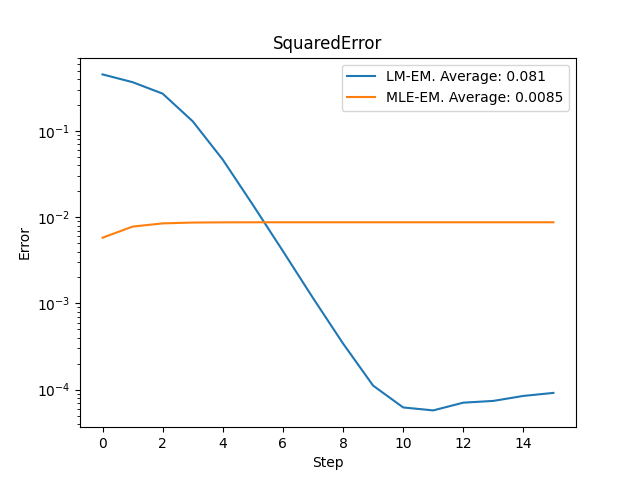 SquaredError
LM-EM. Average: 0.081
MLE-EM. Average: 0.0085
Error
10^-1
10^-2
10^-3
10^-4
0 2 4 6 8 10 12 14
Step